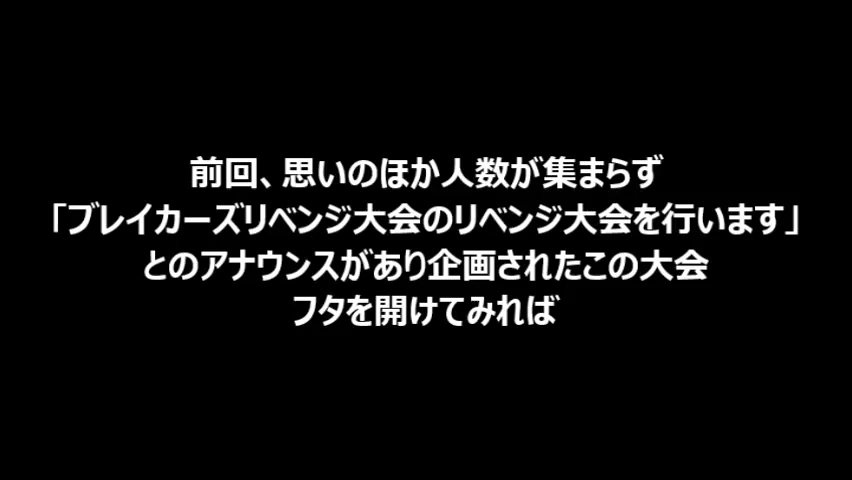 前回、思いのほか人数が集まらず
「ブレイカーズリベンジ大会のリベンジ大会を行います」
とのアナウンスがあり企画されたこの大会
フタを開けてみれば